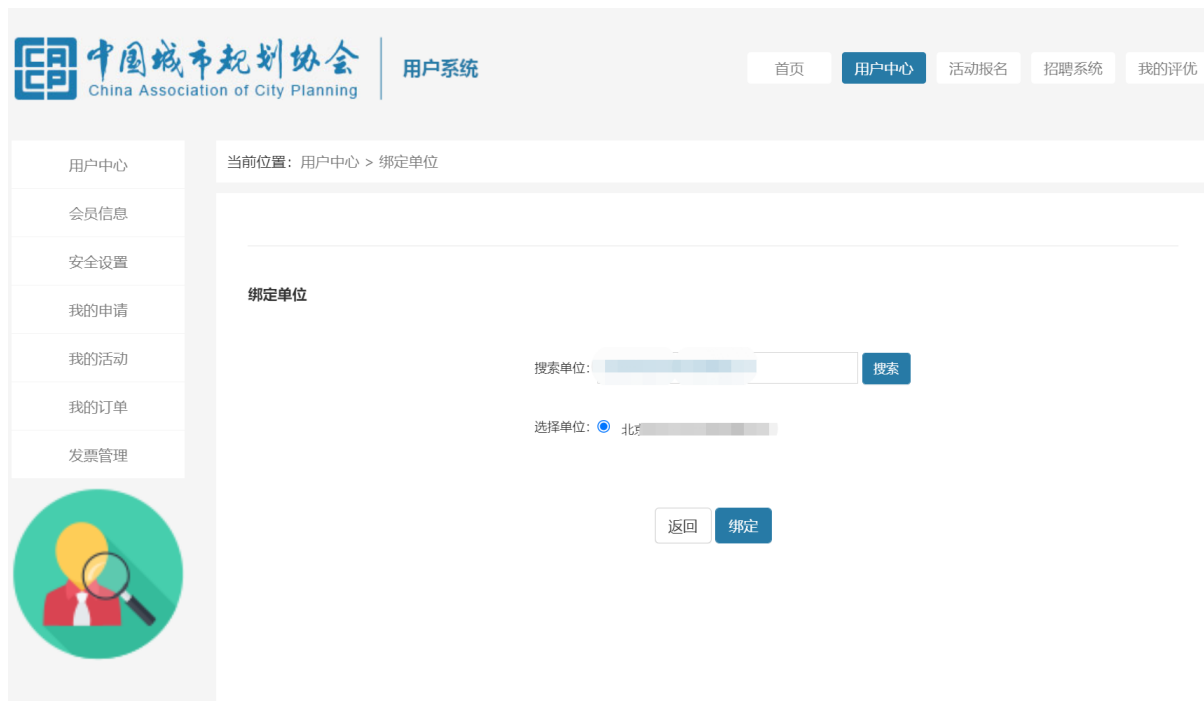 中国城市规划协会
China Association of City Planning
用户系统
首页 用户中心 活动报名 招聘系统 我的评优
用户中心
会员信息
安全设置
我的申请
我的活动
我的订单
发票管理
当前位置：用户中心 > 绑定单位
绑定单位
搜索单位： 搜索
选择单位： 北京
返回 绑定